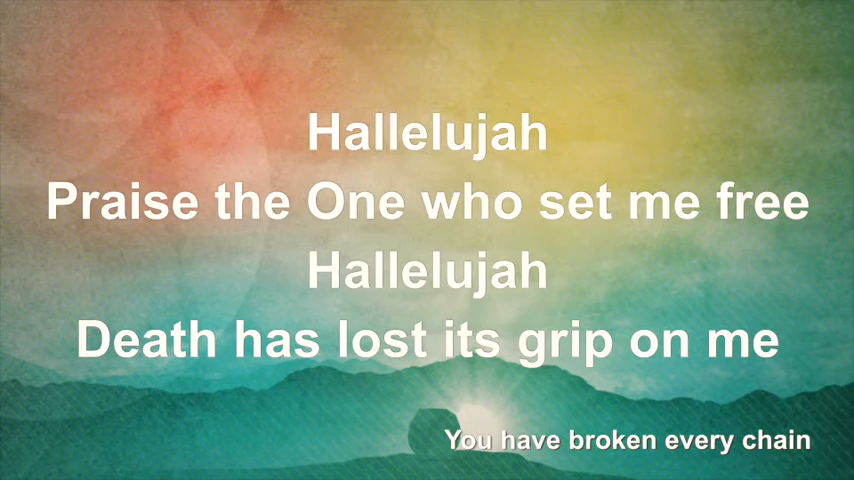 Hallelujah
Praise the One who set me free
Hallelujah
Death has lost its grip on me
You have broken every chain